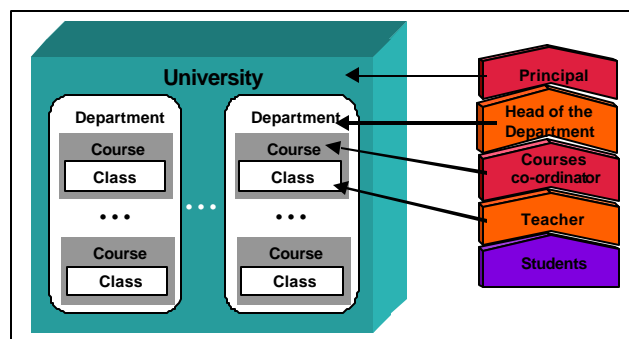 University
Department
Course
Class
...
Course
Class
...
Department
Course
Class
...
Course
Class
Principal
Head of the
Department
Courses
co-ordinator
Teacher
Students